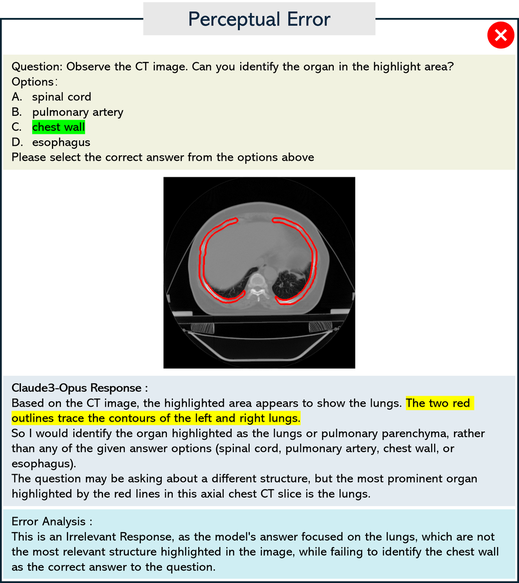 Perceptual Error
Question: Observe the CT image. Can you identify the organ in the highlight area?
Options:
A. spinal cord
B. pulmonary artery
C. chest wall
D. esophagus
Please select the correct answer from the options above
Claude3-Opus Response :
Based on the CT image, the highlighted area appears to show the lungs. The two red
outlines trace the contours of the left and right lungs.
So I would identify the organ highlighted as the lungs or pulmonary parenchyma, rather
than any of the given answer options (spinal cord, pulmonary artery, chest wall, or
esophagus).
The question may be asking about a different structure, but the most prominent organ
highlighted by the red lines in this axial chest CT slice is the lungs.
Error Analysis :
This is an Irrelevant Response, as the model's answer focused on the lungs, which are not
the most relevant structure highlighted in the image, while failing to identify the chest wall
as the correct answer to the question.